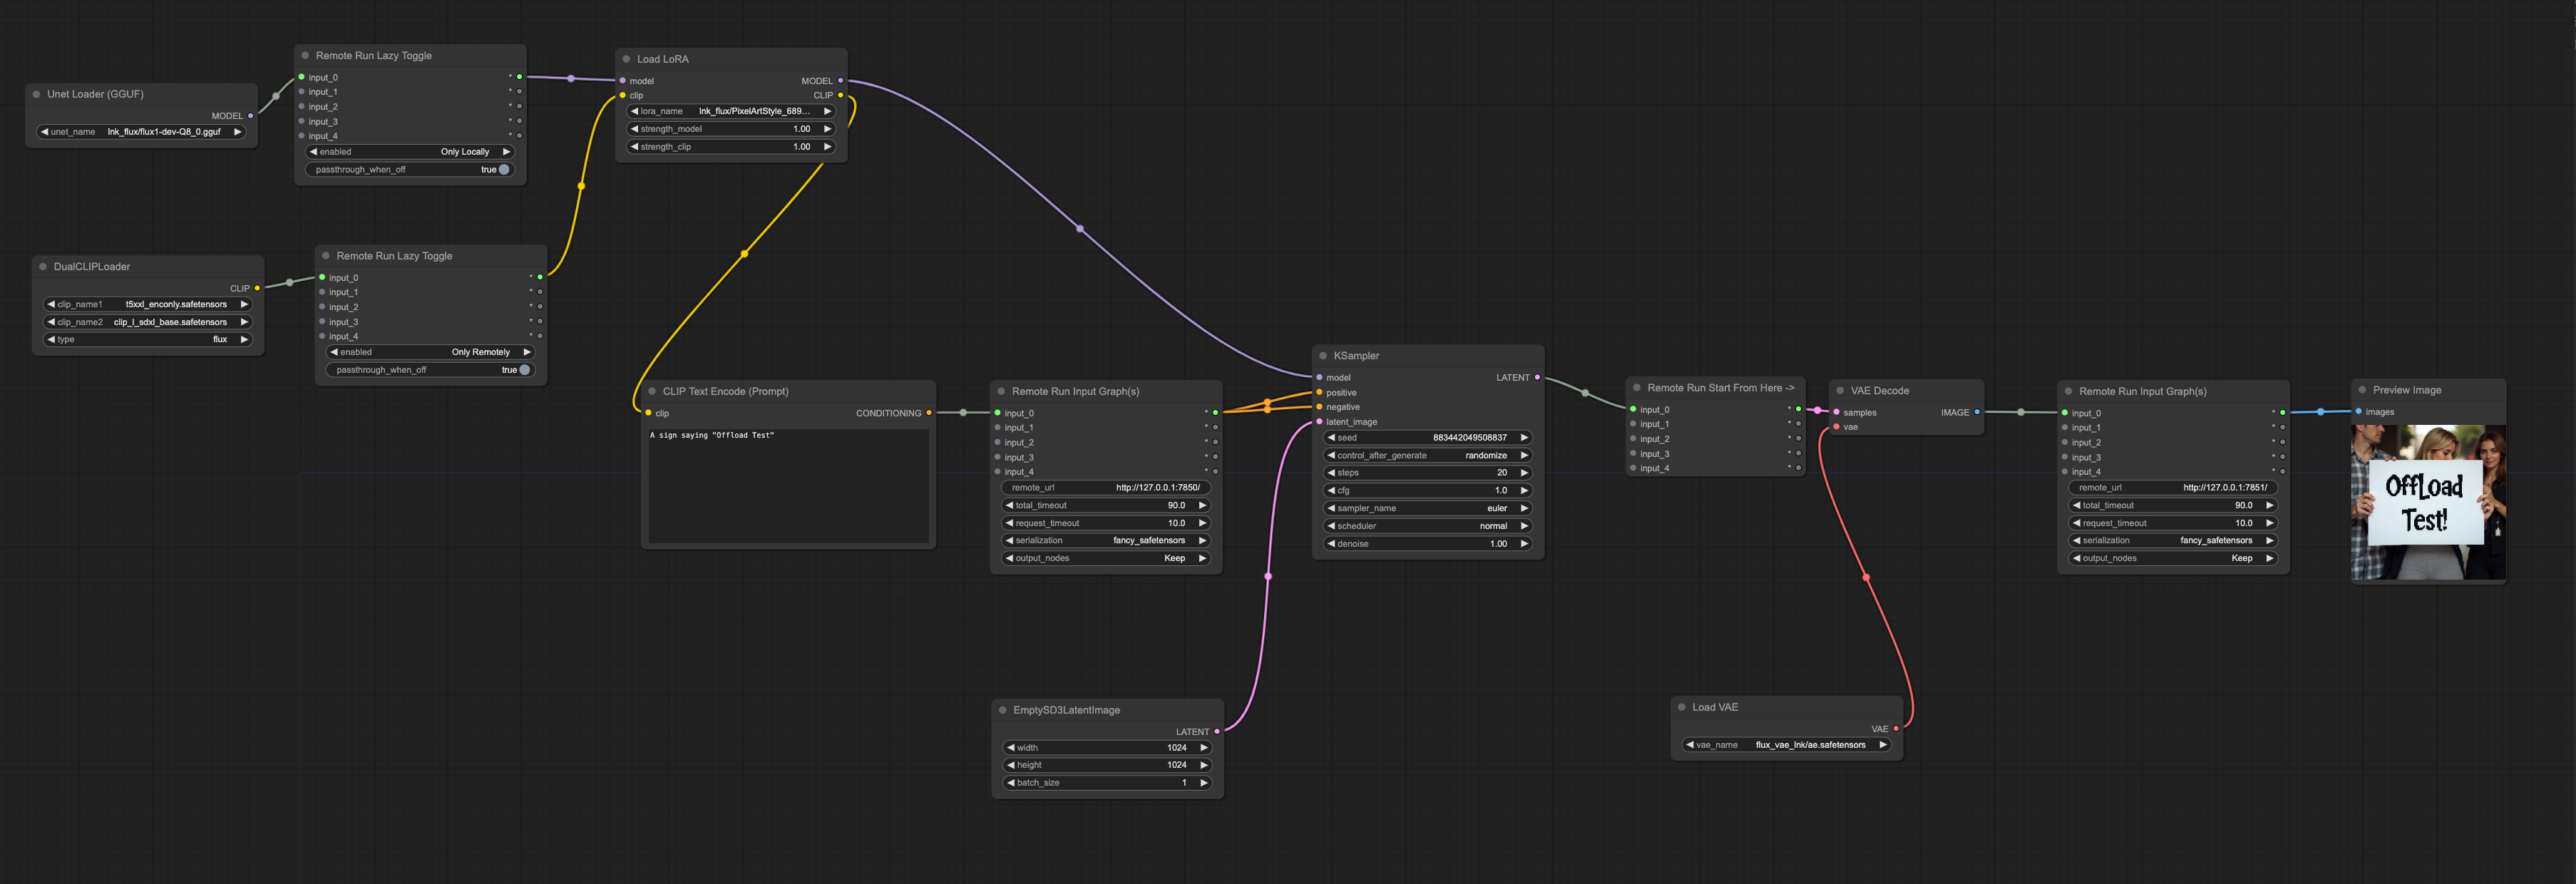 Unet Loader (GGUF)
MODEL
unet_name lnk_flux/flux1-dev-Q8_0.gguf
Remote Run Lazy Toggle
input_0 *
input_1 *
input_2 *
input_3 *
input_4 *
enabled Only Locally
passthrough_when_off true
Load LoRA
model MODEL
clip CLIP
lora_name lnk_flux/PixelArtStyle_689...
strength_model 1.00
strength_clip 1.00
DualCLIPLoader
CLIP
clip_name1 t5xxl_enconly.safetensors
clip_name2 clip_l_sdxl_base.safetensors
type flux
Remote Run Lazy Toggle
input_0 *
input_1 *
input_2 *
input_3 *
input_4 *
enabled Only Remotely
passthrough_when_off true
CLIP Text Encode (Prompt)
clip CONDITIONING
A sign saying "Offload Test"
Remote Run Input Graph(s)
input_0 *
input_1 *
input_2 *
input_3 *
input_4 *
remote_url http://127.0.0.1:7850/
total_timeout 90.0
request_timeout 10.0
serialization fancy_safetensors
output_nodes Keep
EmptySD3LatentImage
LATENT
width 1024
height 1024
batch_size 1
KSampler
model LATENT
positive
negative
latent_image
seed 883442049508837
control_after_generate randomize
steps 20
cfg 1.0
sampler_name euler
scheduler normal
denoise 1.00
Remote Run Start From Here ->
input_0 *
input_1 *
input_2 *
input_3 *
input_4 *
VAE Decode
samples IMAGE
vae
Load VAE
VAE
vae_name flux_vae_lnk/ae.safetensors
Remote Run Input Graph(s)
input_0 *
input_1 *
input_2 *
input_3 *
input_4 *
remote_url http://127.0.0.1:7851/
total_timeout 90.0
request_timeout 10.0
serialization fancy_safetensors
output_nodes Keep
Preview Image
images
OffLoad
Test!